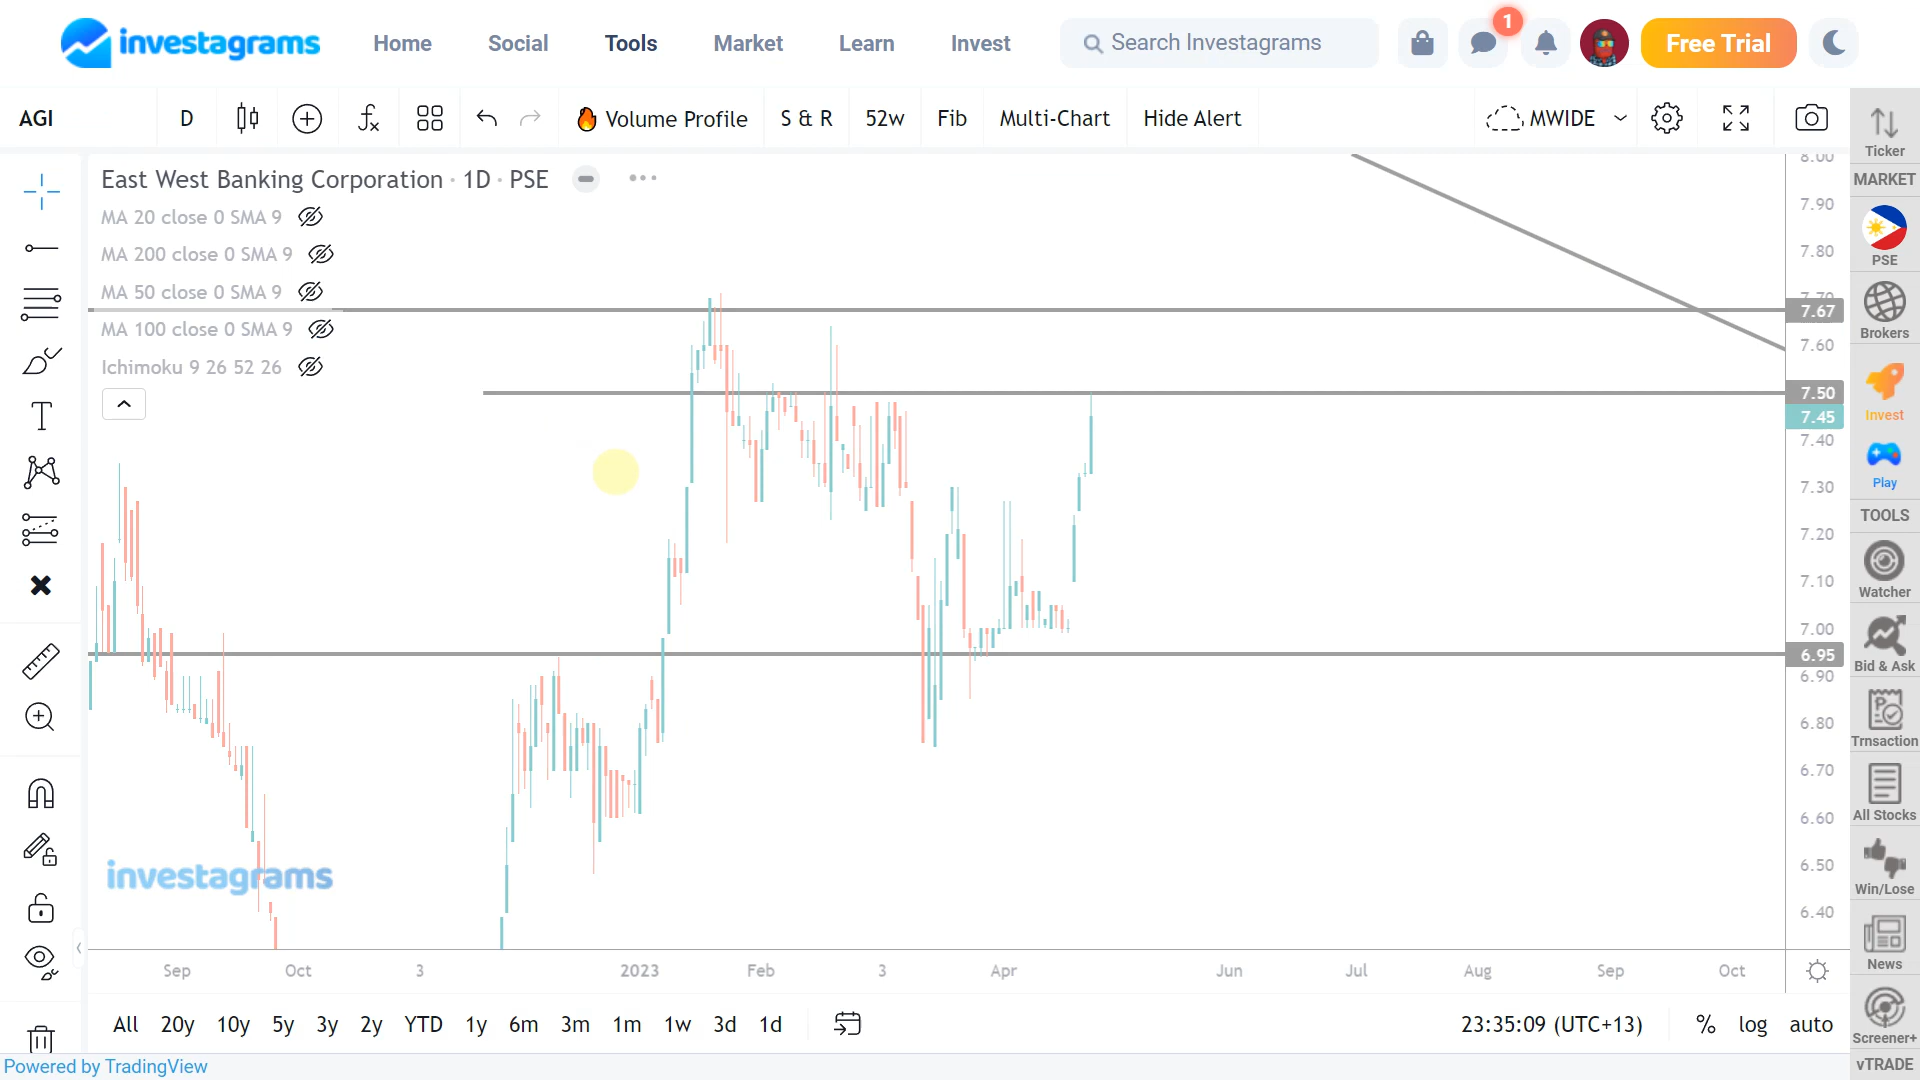 investagrams
Home Social Tools Market Learn Invest
Search Investagrams
1
Free Trial
AGI D Volume Profile S & R 52w Fib Multi-Chart Hide Alert MWIDE
East West Banking Corporation · 1D · PSE
MA 20 close 0 SMA 9
MA 200 close 0 SMA 9
MA 50 close 0 SMA 9
MA 100 close 0 SMA 9
Ichimoku 9 26 52 26
8.00
7.90
7.80
7.70
7.67
7.60
7.50
7.45
7.40
7.30
7.20
7.10
7.00
6.95
6.90
6.80
6.70
6.60
6.50
6.40
investagrams
Sep Oct 3 2023 Feb 3 Apr Jun Jul Aug Sep Oct
All 20y 10y 5y 3y 2y YTD 1y 6m 3m 1m 1w 3d 1d
23:35:09 (UTC+13) % log auto
Powered by TradingView
Ticker
MARKET
PSE
Brokers
Invest
Play
TOOLS
Watcher
Bid & Ask
Trnsaction
All Stocks
Win/Lose
News
Screener+
vTRADE